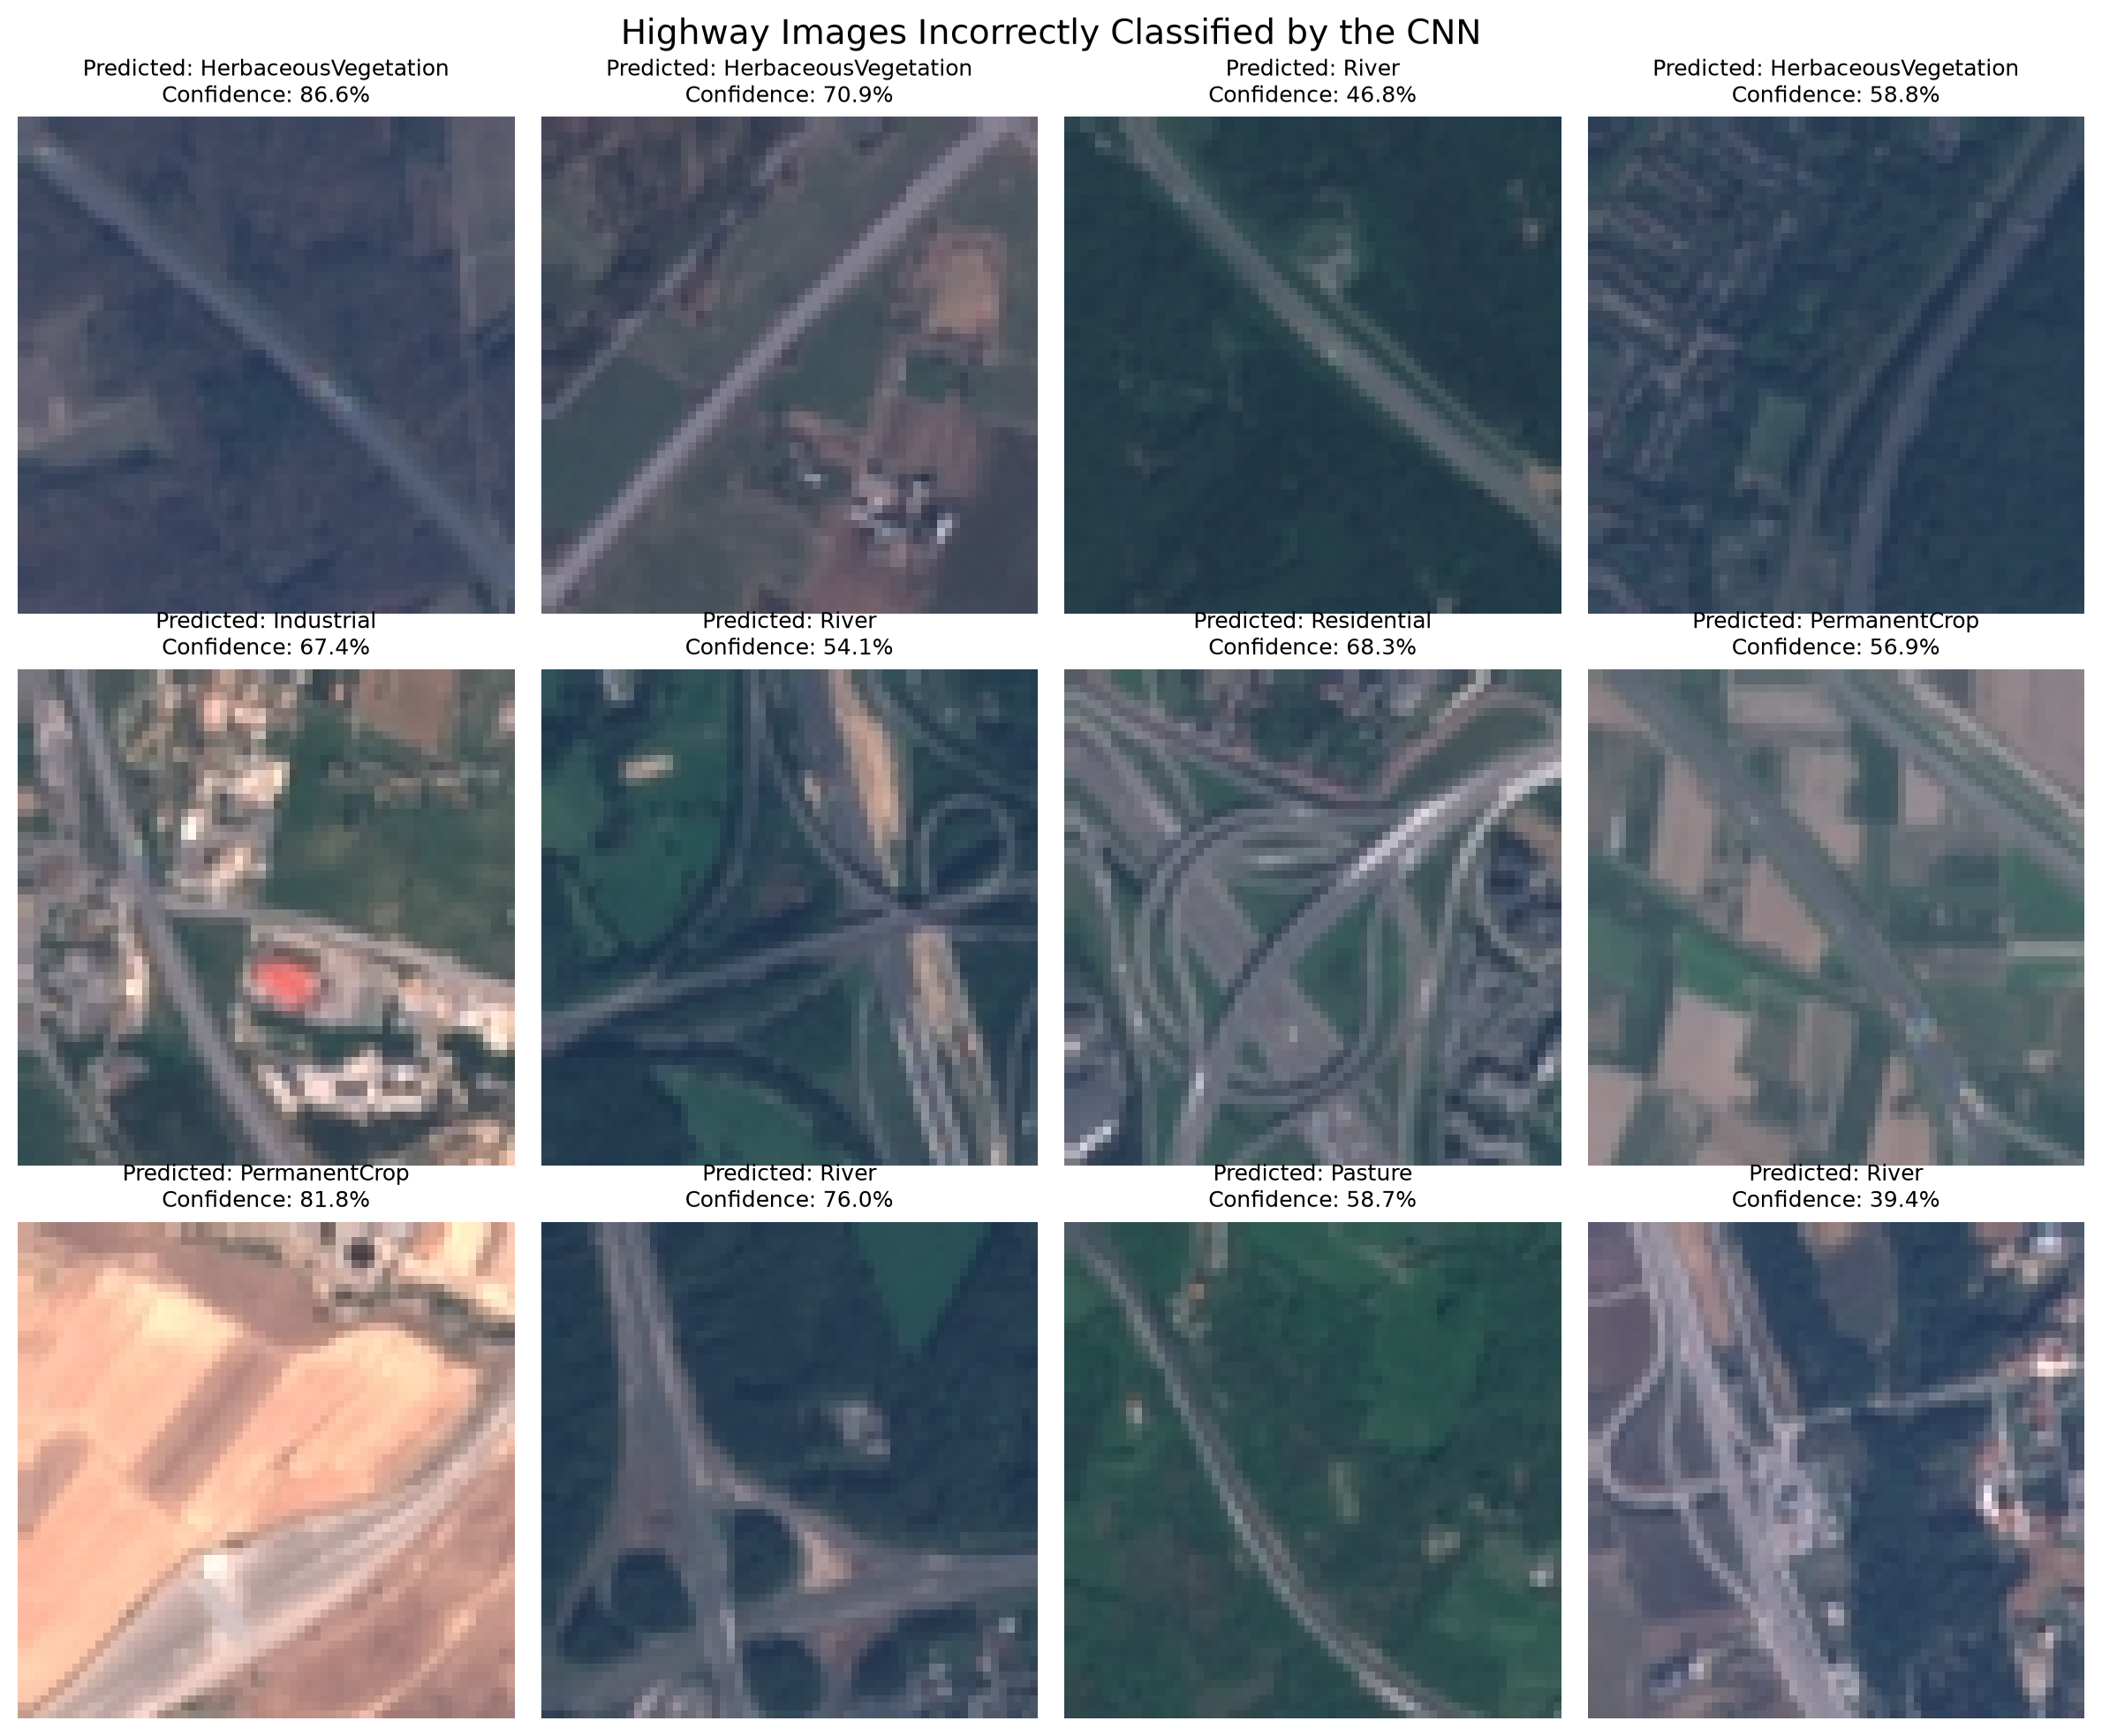 Highway Images Incorrectly Classified by the CNN
Predicted: HerbaceousVegetation
Confidence: 86.6%
Predicted: HerbaceousVegetation
Confidence: 70.9%
Predicted: River
Confidence: 46.8%
Predicted: HerbaceousVegetation
Confidence: 58.8%
Predicted: Industrial
Confidence: 67.4%
Predicted: River
Confidence: 54.1%
Predicted: Residential
Confidence: 68.3%
Predicted: PermanentCrop
Confidence: 56.9%
Predicted: PermanentCrop
Confidence: 81.8%
Predicted: River
Confidence: 76.0%
Predicted: Pasture
Confidence: 58.7%
Predicted: River
Confidence: 39.4%